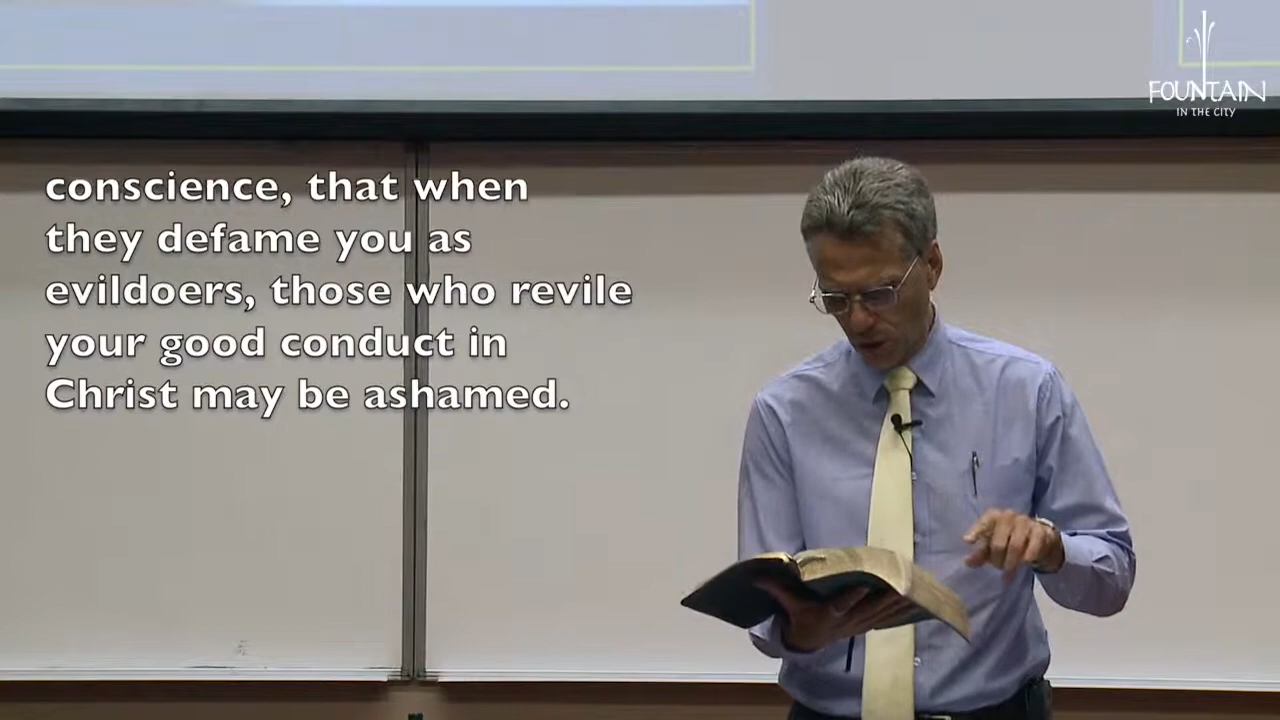 FOUNTAIN
IN THE CITY
conscience, that when
they defame you as
evildoers, those who revile
your good conduct in
Christ may be ashamed.